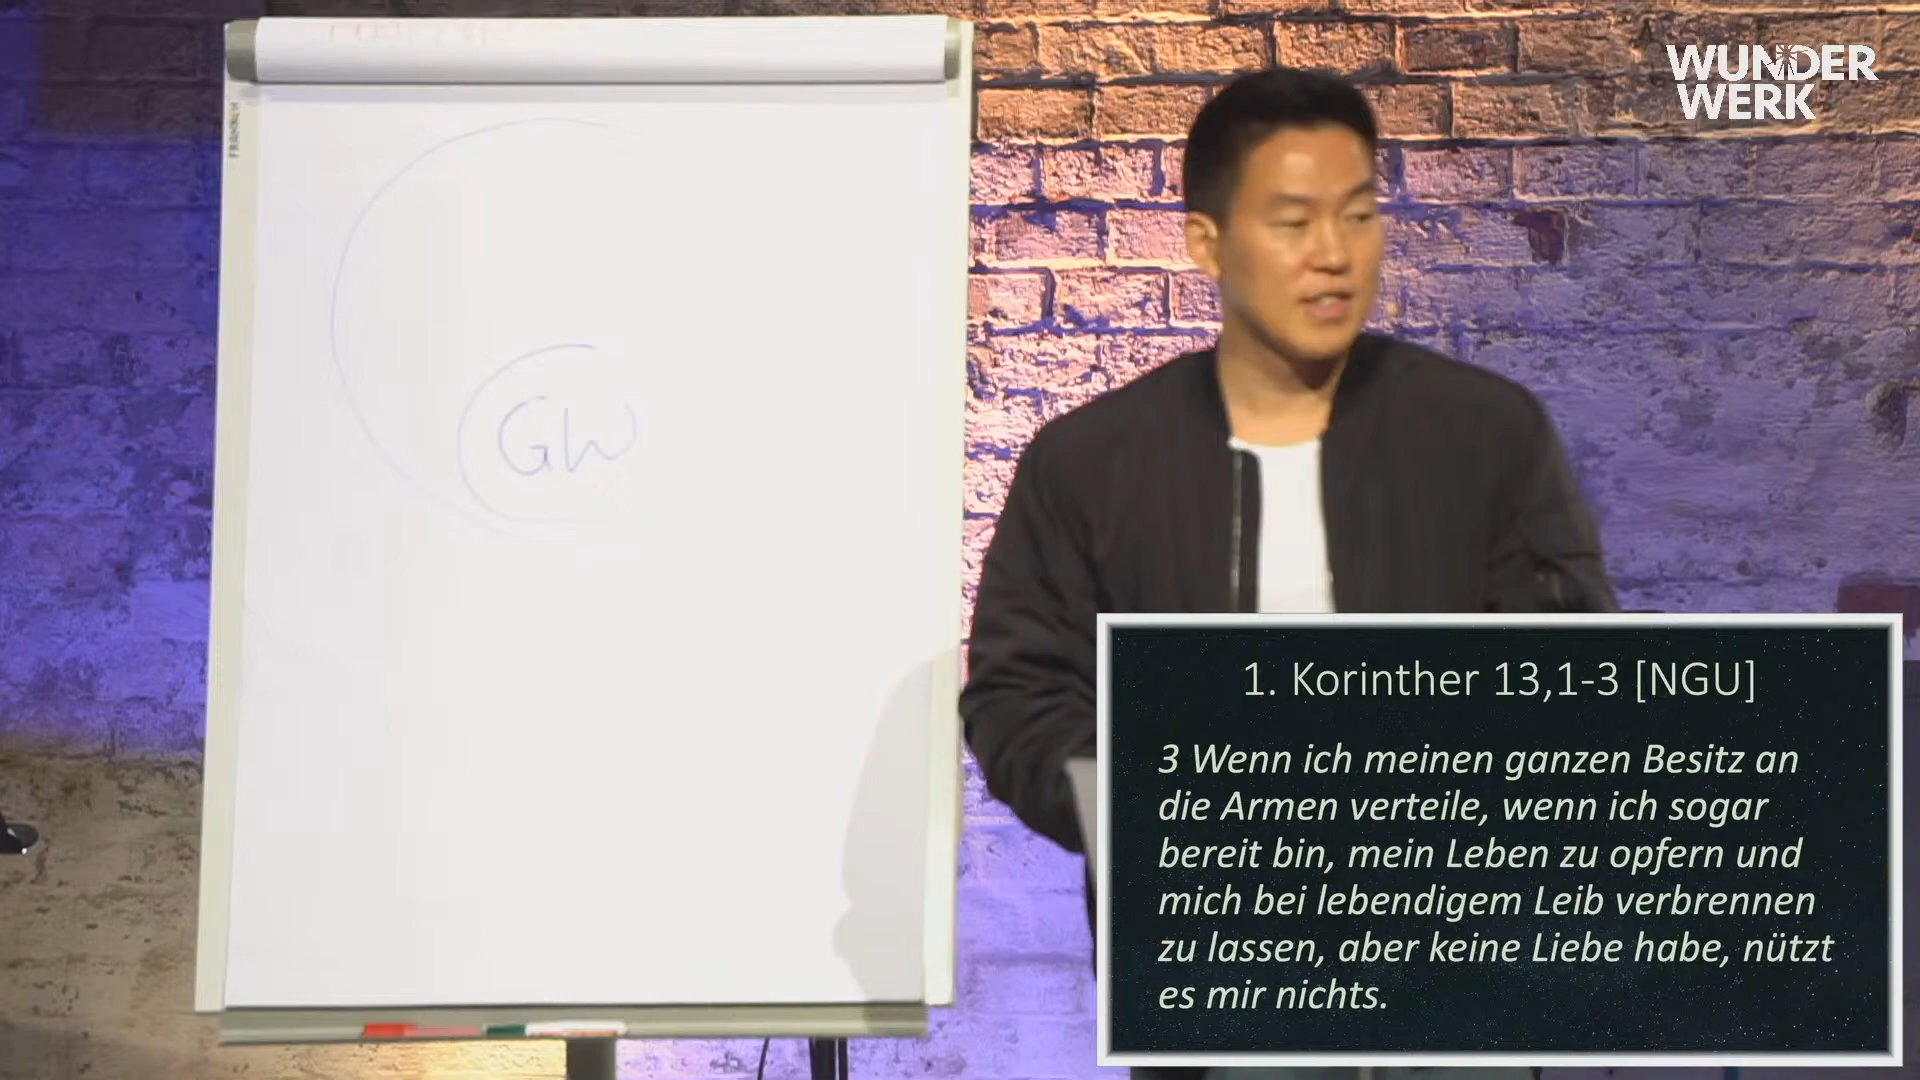 WUNDER
WERK
GW
1. Korinther 13,1-3 [NGU]
3 Wenn ich meinen ganzen Besitz an
die Armen verteile, wenn ich sogar
bereit bin, mein Leben zu opfern und
mich bei lebendigem Leib verbrennen
zu lassen, aber keine Liebe habe, nützt
es mir nichts.